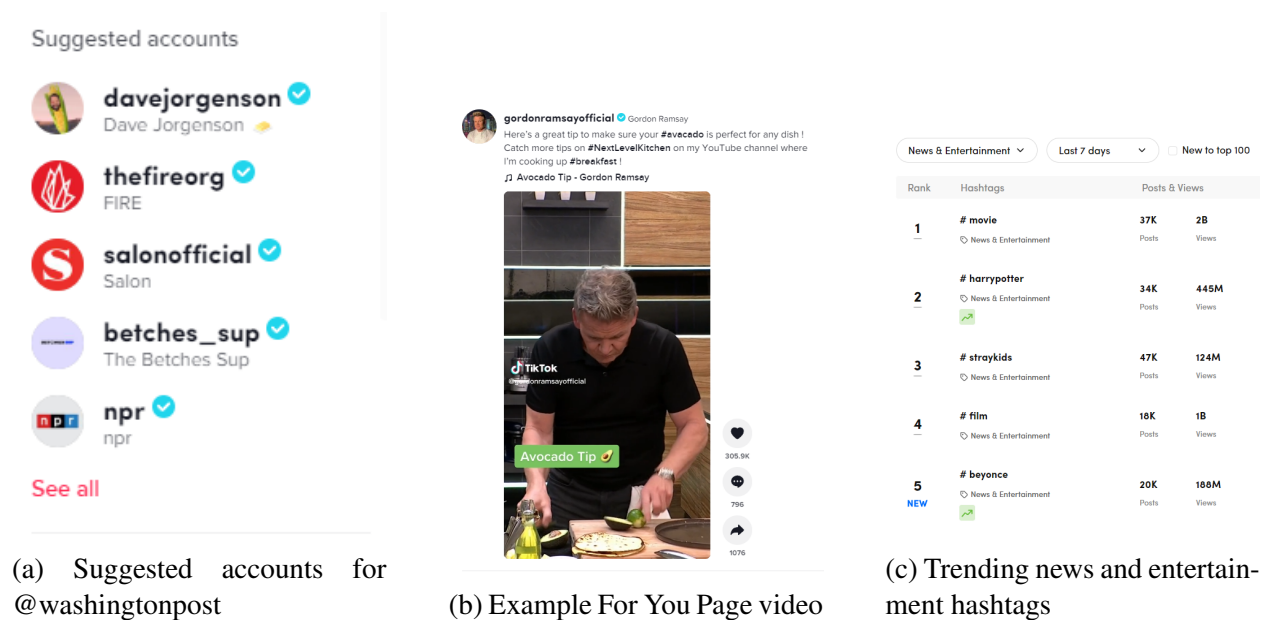 Suggested accounts
davejorgenson
Dave Jorgenson
thefireorg
FIRE
S
salonofficial
Salon
betches_sup
The Betches Sup
npr
npr
npr
See all
(a) Suggested accounts for
@washingtonpost
gordonramsayofficial Gordon Ramsay
Here's a great tip to make sure your #avacado is perfect for any dish !
Catch more tips on #NextLevelKitchen on my YouTube channel where
I'm cooking up #breakfast !
♫ Avocado Tip - Gordon Ramsay
TikTok
@gordonramsayofficial
Avocado Tip 🥑
305.9K
796
1076
(b) Example For You Page video
News & Entertainment Last 7 days New to top 100
Rank Hashtags Posts & Views
1 # movie 37K 2B
News & Entertainment Posts Views
2 # harrypotter 34K 445M
News & Entertainment Posts Views
3 # straykids 47K 124M
News & Entertainment Posts Views
4 # film 18K 1B
News & Entertainment Posts Views
5 # beyonce 20K 188M
NEW News & Entertainment Posts Views
(c) Trending news and entertain-
ment hashtags